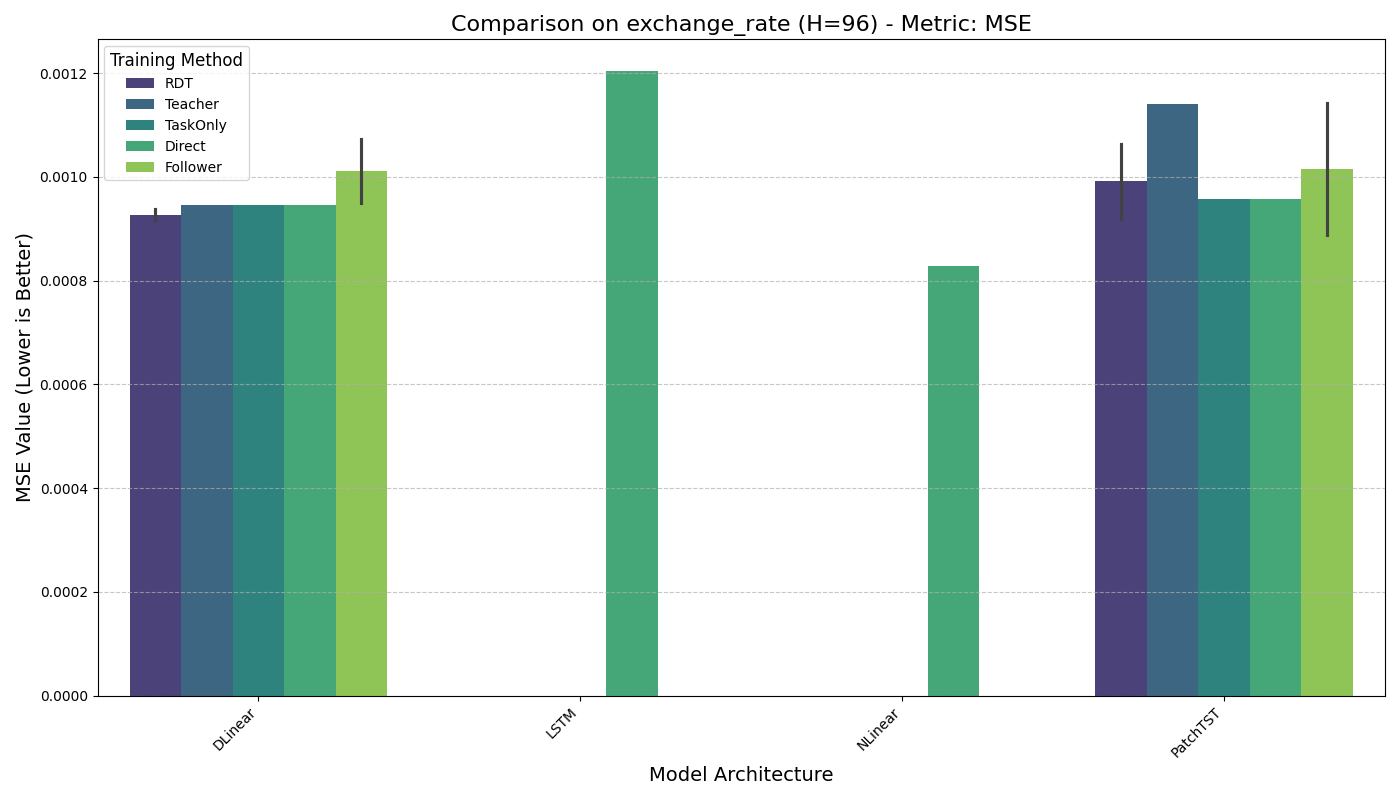 Comparison on exchange_rate (H=96) - Metric: MSE
Training Method
RDT
Teacher
TaskOnly
Direct
Follower
MSE Value (Lower is Better)
0.0012
0.0010
0.0008
0.0006
0.0004
0.0002
0.0000
DLinear
LSTM
NLinear
PatchTST
Model Architecture